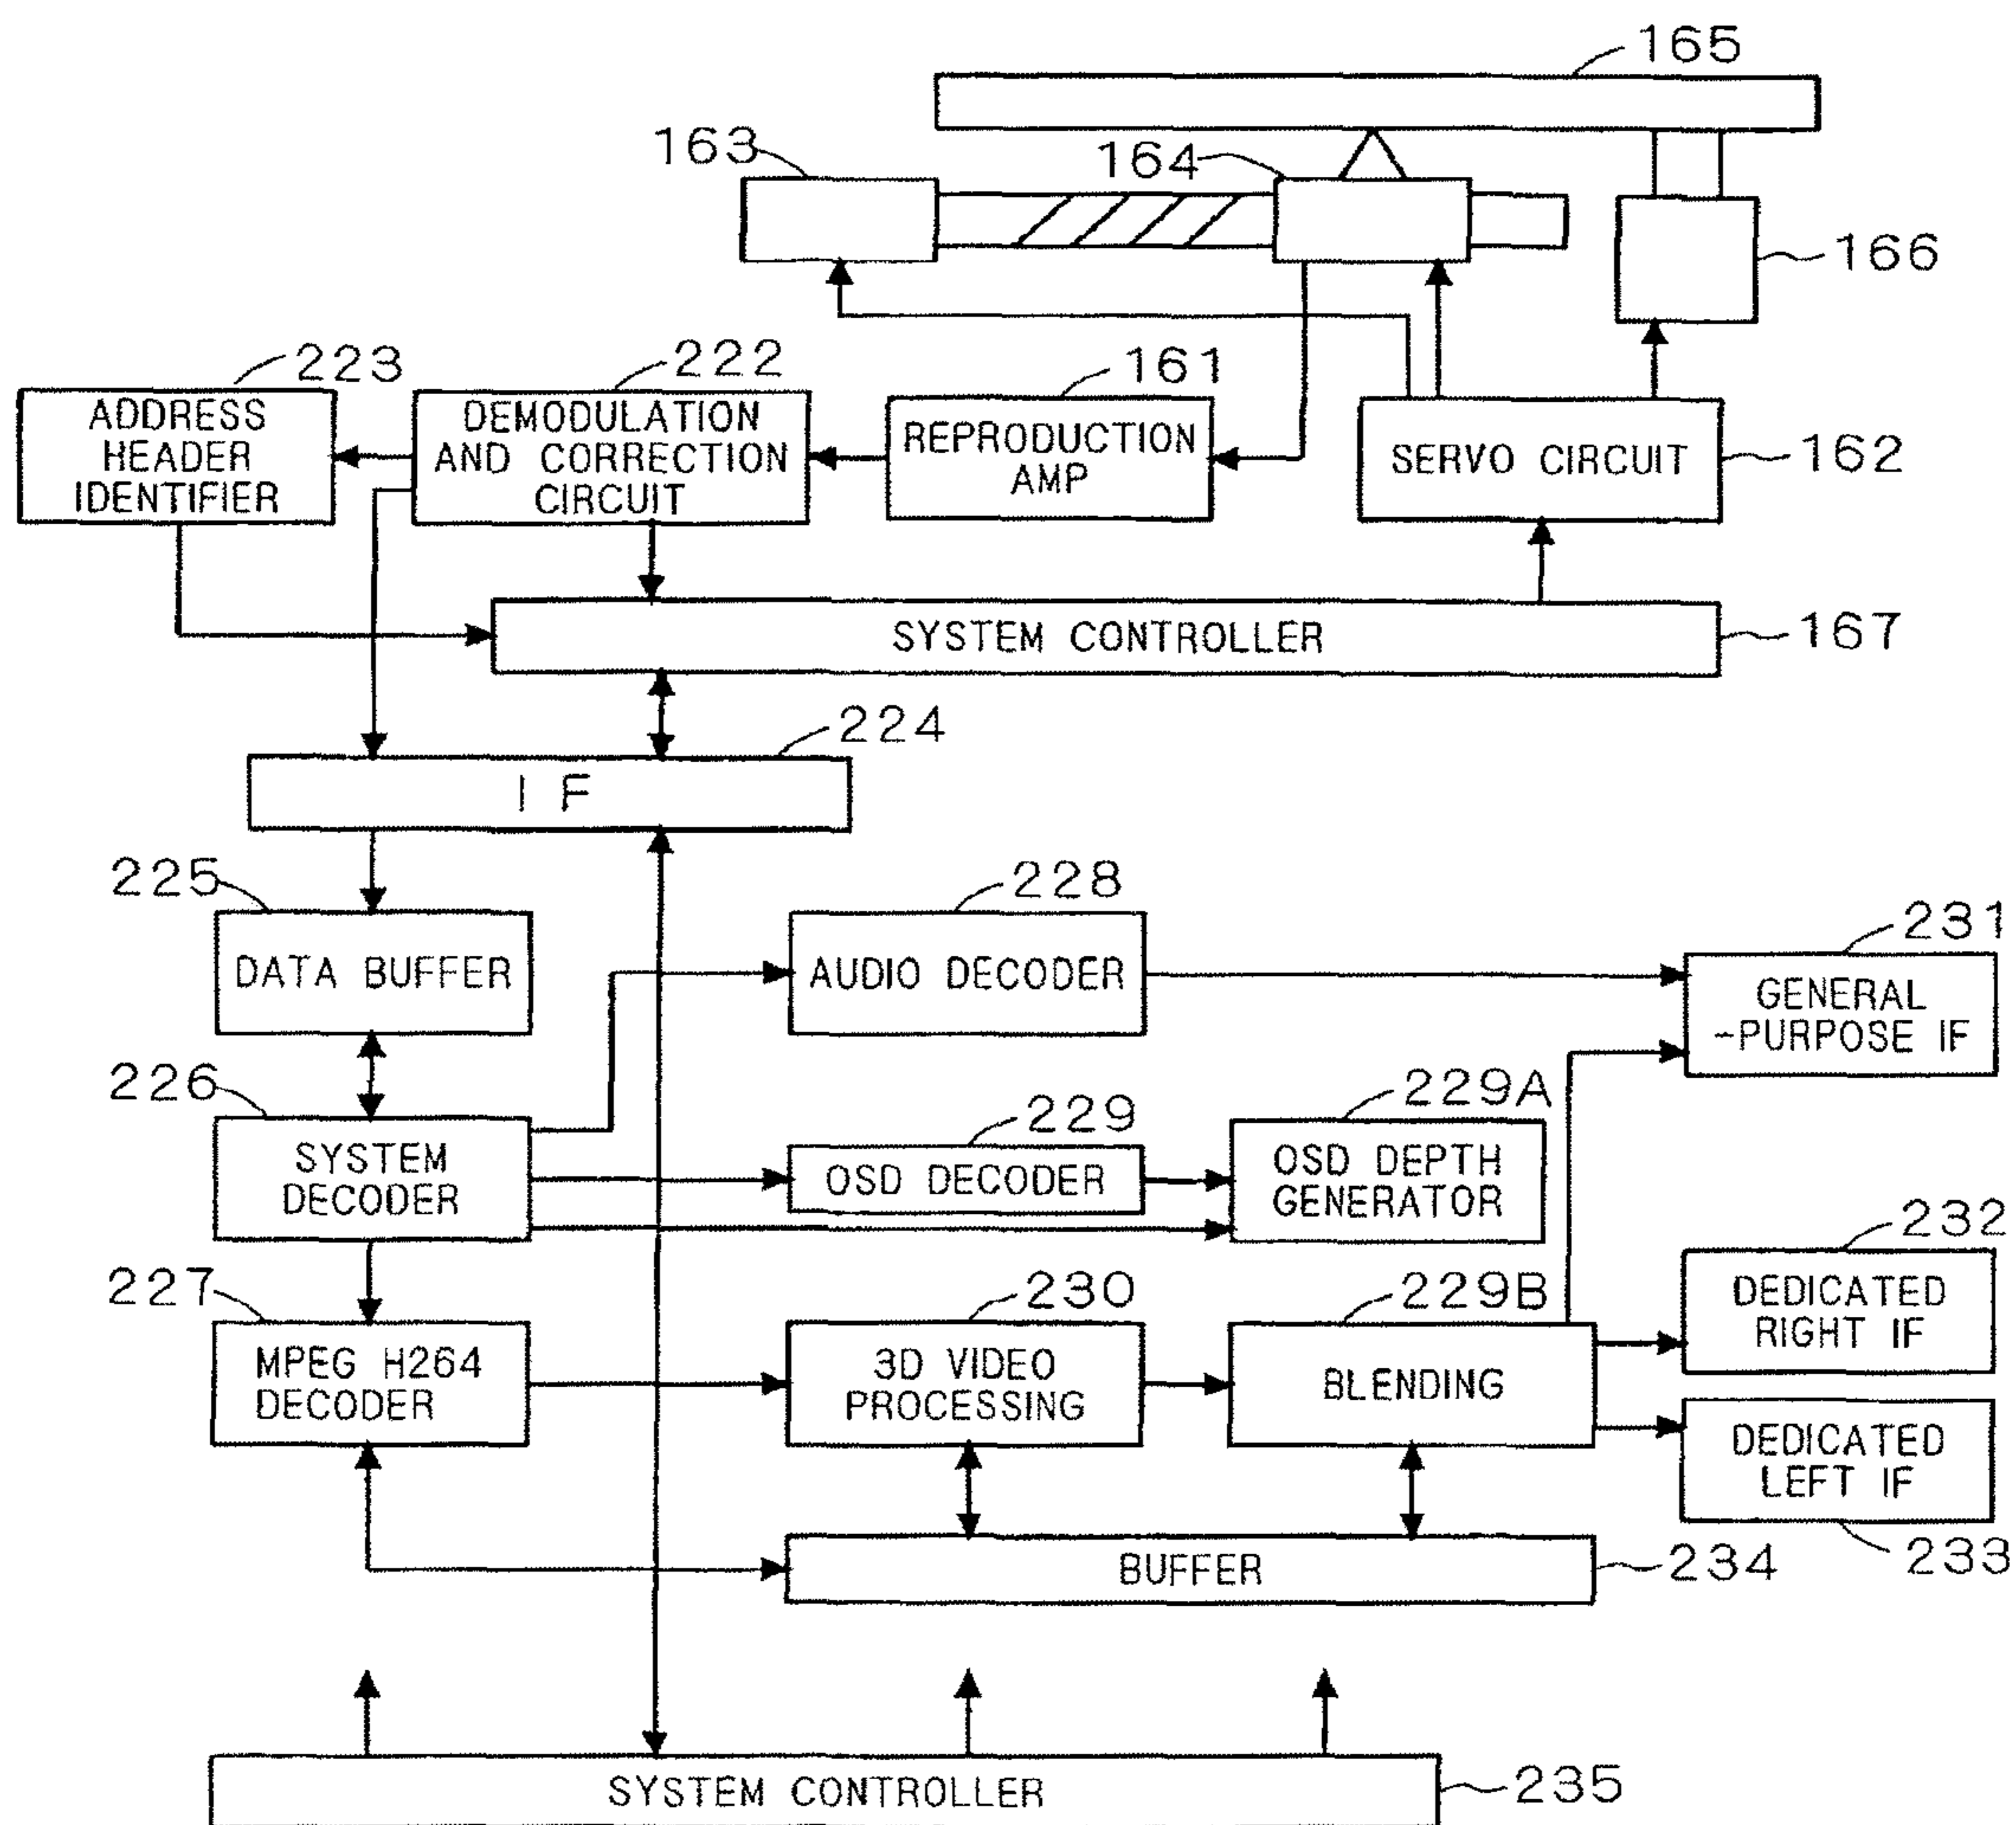 165
163
164
166
223
222
161
ADDRESS
HEADER
IDENTIFIER
DEMODULATION
AND CORRECTION
CIRCUIT
REPRODUCTION
AMP
SERVO CIRCUIT
162
SYSTEM CONTROLLER
167
224
IF
225
228
231
DATA BUFFER
AUDIO DECODER
GENERAL
-PURPOSE IF
226
229
229A
SYSTEM
DECODER
OSD DECODER
OSD DEPTH
GENERATOR
232
227
230
229B
DEDICATED
RIGHT IF
MPEG H264
DECODER
3D VIDEO
PROCESSING
BLENDING
DEDICATED
LEFT IF
233
BUFFER
234
SYSTEM CONTROLLER
235